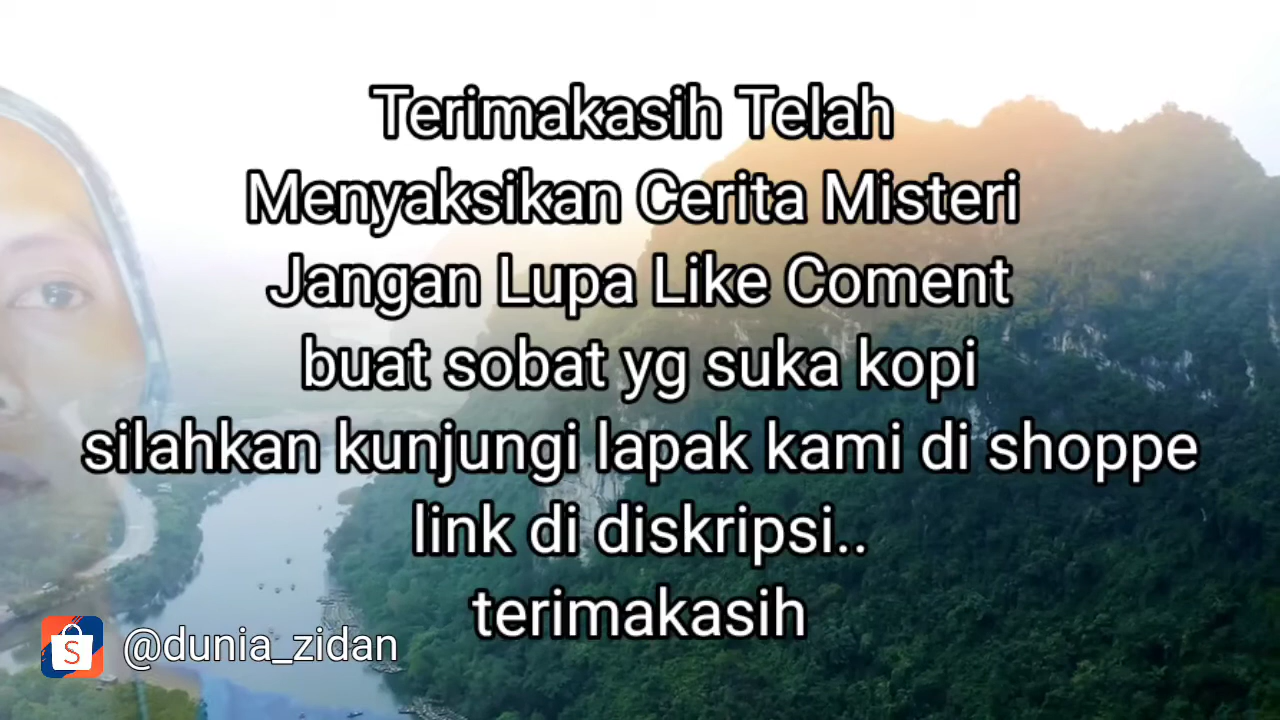 Terimakasih Telah
Menyaksikan Cerita Misteri
Jangan Lupa Like Coment
buat sobat yg suka kopi
silahkan kunjungi lapak kami di shoppe
link di diskripsi..
terimakasih
S @dunia_zidan